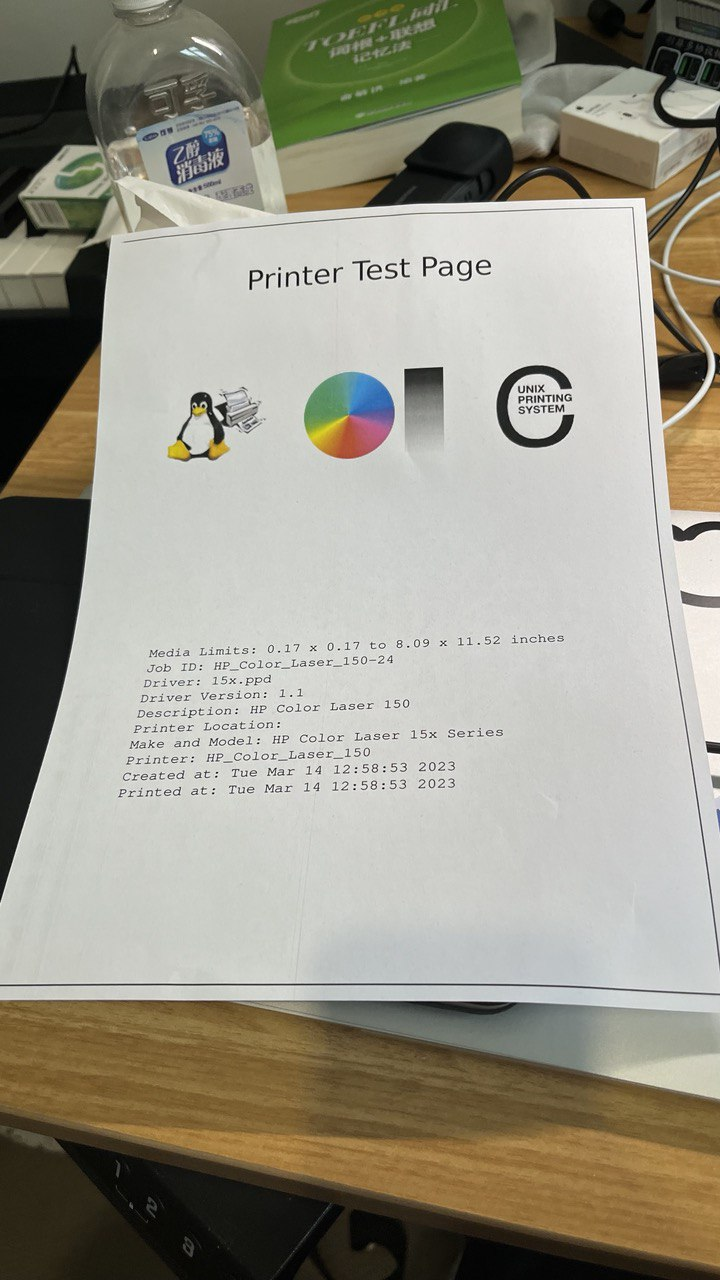 TOEFL词汇
词根+联想
记忆法
75%
乙醇
消毒液
500ml
Printer Test Page
UNIX
PRINTING
SYSTEM
Media Limits: 0.17 x 0.17 to 8.09 x 11.52 inches
Job ID: HP_Color_Laser_150-24
Driver: 15x.ppd
Driver Version: 1.1
Description: HP Color Laser 150
Printer Location:
Make and Model: HP Color Laser 15x Series
Printer: HP_Color_Laser_150
Created at: Tue Mar 14 12:58:53 2023
Printed at: Tue Mar 14 12:58:53 2023
1
2
3